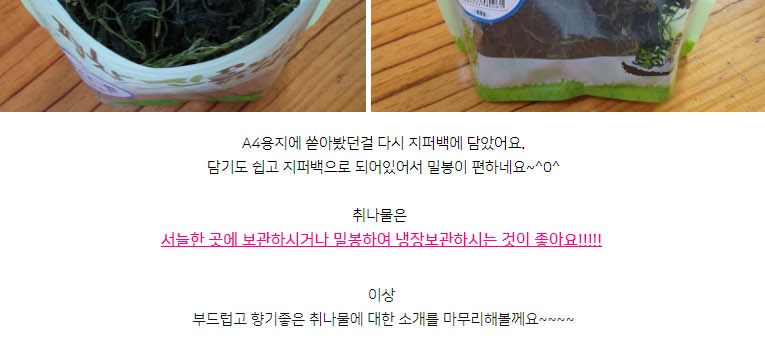 A4용지에 쏟아봤던걸 다시 지퍼백에 담았어요.
담기도 쉽고 지퍼백으로 되어있어서 밀봉이 편하네요~^0^
취나물은
서늘한 곳에 보관하시거나 밀봉하여 냉장보관하시는 것이 좋아요!!!!!
이상
부드럽고 향기좋은 취나물에 대한 소개를 마무리해볼께요~~~~